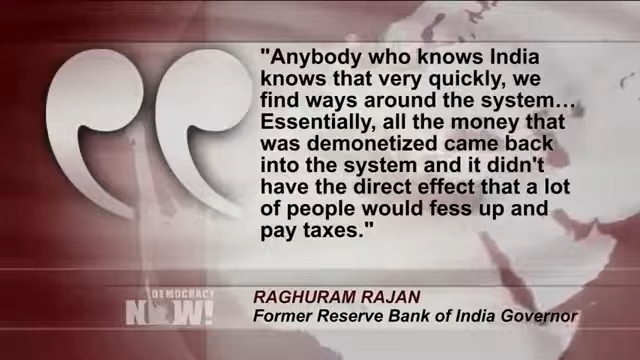 "Anybody who knows India
knows that very quickly, we
find ways around the system...
Essentially, all the money that
was demonetized came back
into the system and it didn't
have the direct effect that a lot
of people would fess up and
pay taxes."
DEMOCRACY
NOW!
RAGHURAM RAJAN
Former Reserve Bank of India Governor